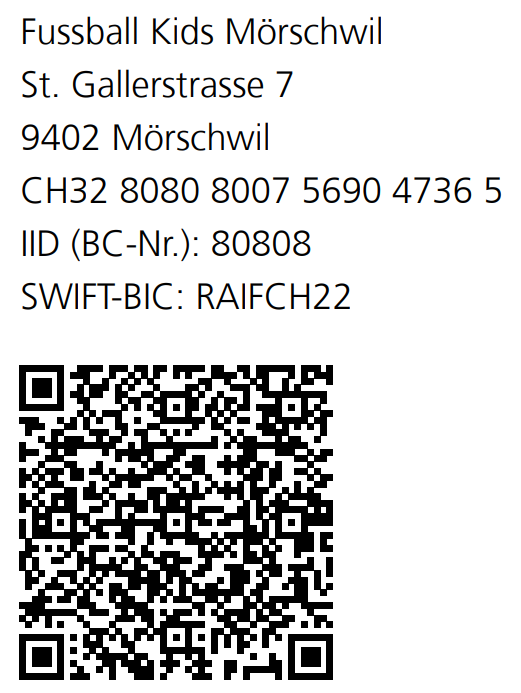 Fussball Kids Mörschwil
St. Gallerstrasse 7
9402 Mörschwil
CH32 8080 8007 5690 4736 5
IID (BC-Nr.): 80808
SWIFT-BIC: RAIFCH22